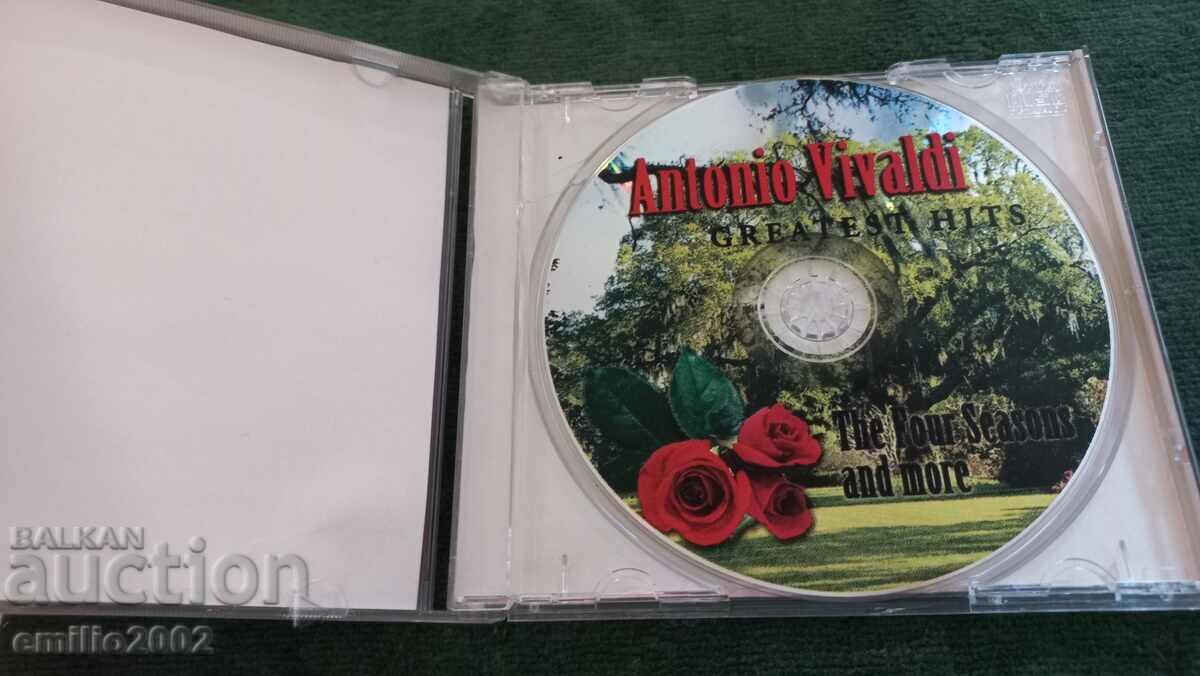 Antonio Vivaldi
GREATEST HITS
The Four Seasons
and more
BALKAN
auction
emilio2002